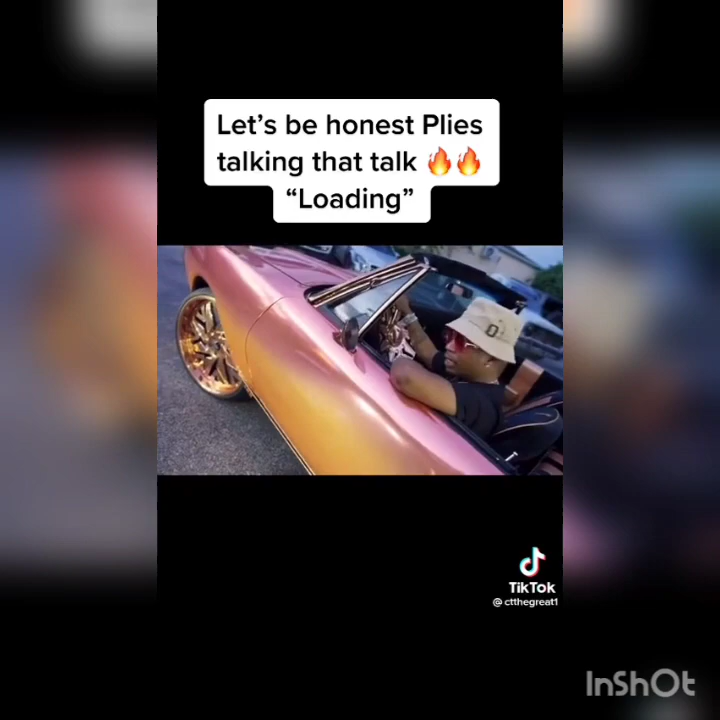 Let's be honest Plies
talking that talk 🔥🔥
“Loading”
TikTok
@ctthegreat1
InShOt